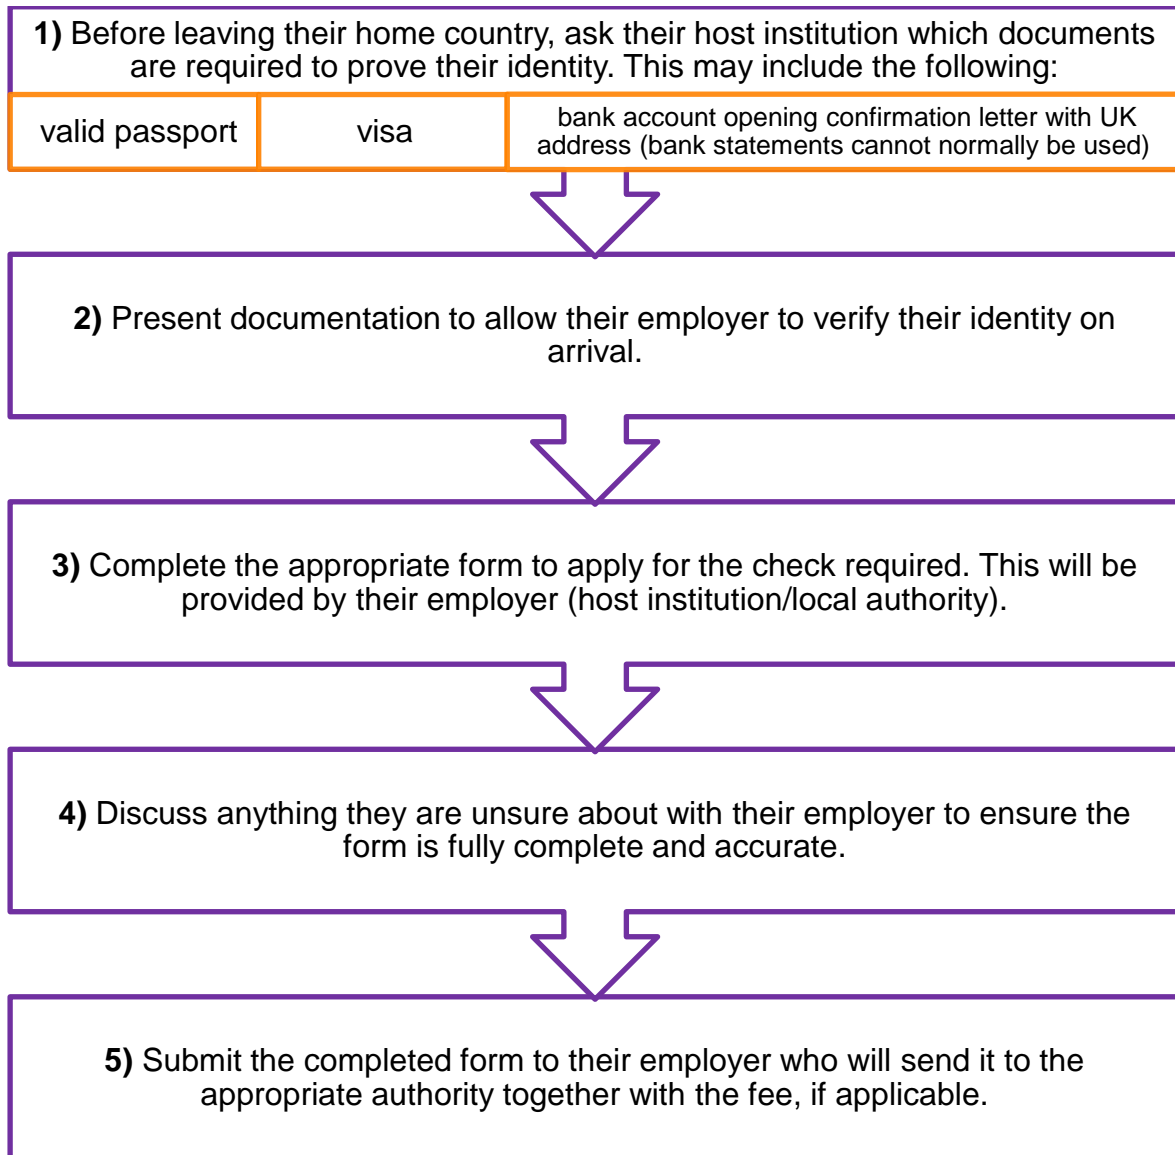 1) Before leaving their home country, ask their host institution which documents
are required to prove their identity. This may include the following:
valid passport
visa
bank account opening confirmation letter with UK
address (bank statements cannot normally be used)
2) Present documentation to allow their employer to verify their identity on
arrival.
3) Complete the appropriate form to apply for the check required. This will be
provided by their employer (host institution/local authority).
4) Discuss anything they are unsure about with their employer to ensure the
form is fully complete and accurate.
5) Submit the completed form to their employer who will send it to the
appropriate authority together with the fee, if applicable.